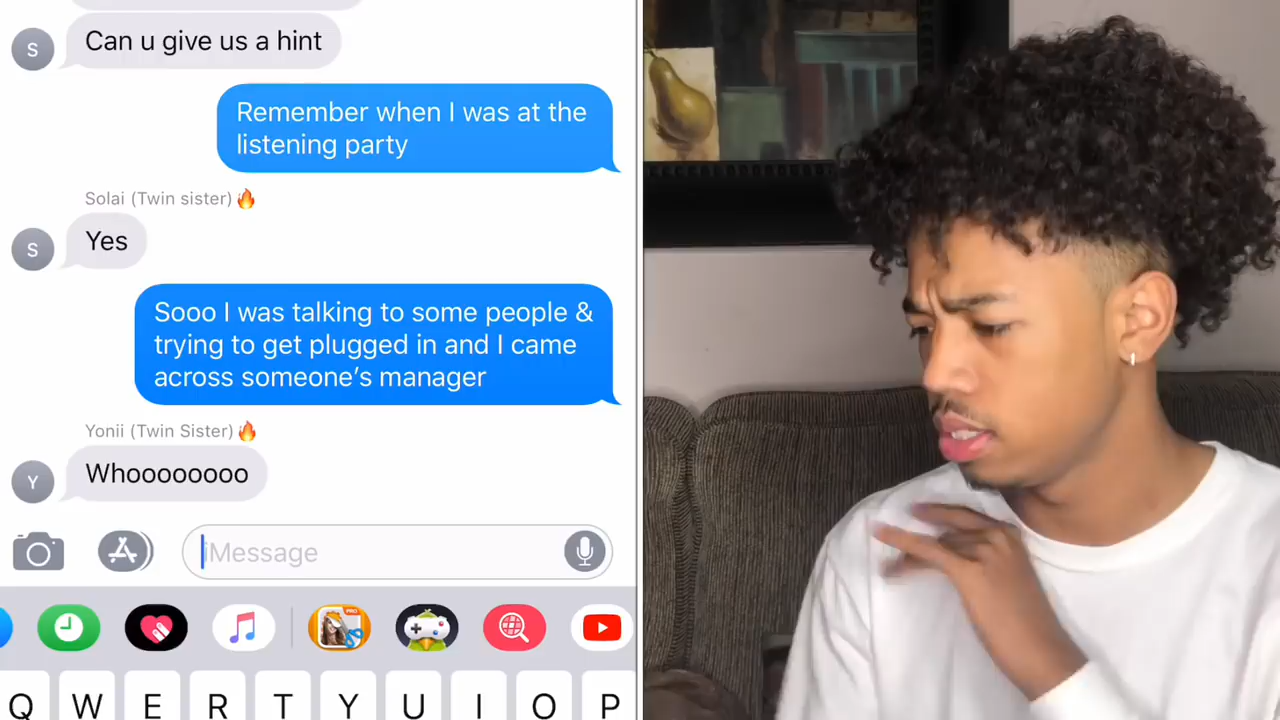 Can u give us a hint
S
Remember when I was at the
listening party
Solai (Twin sister)🔥
Yes
S
Sooo I was talking to some people &
trying to get plugged in and I came
across someone's manager
Yonii (Twin Sister)🔥
Whoooooooo
Y
iMessage
PRO
Q W E R T Y U I O P